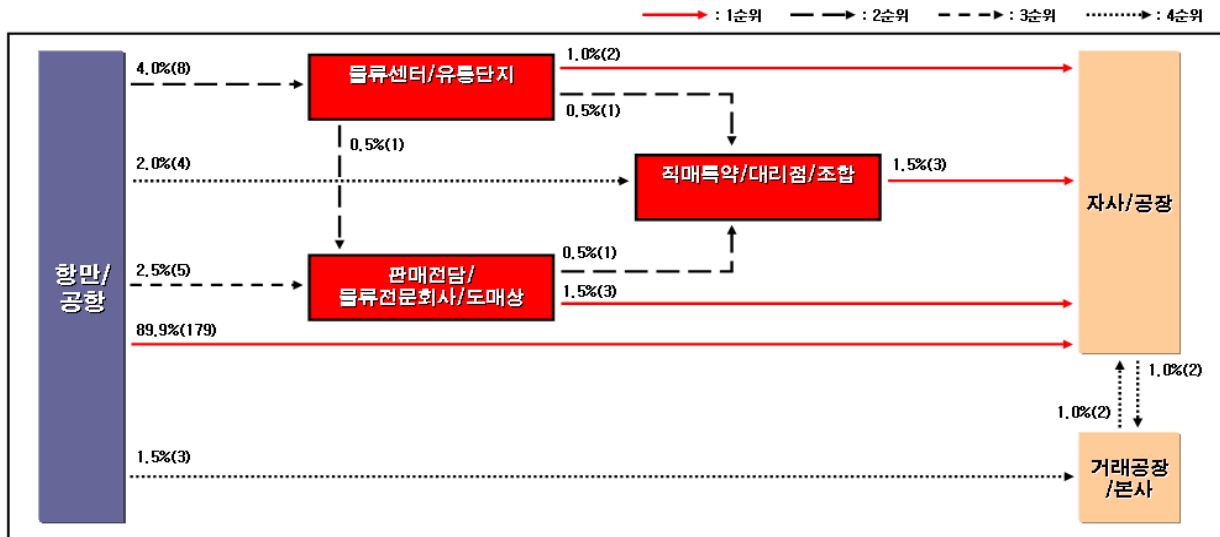 : 1순위
: 2순위
: 3순위
: 4순위
항만/
공항
4.0%(8)
물류센터/유통단지
1.0%(2)
0.5%(1)
0.5%(1)
2.0%(4)
직매특약/대리점/조합
1.5%(3)
자사/공장
2.5%(5)
판매전담/
물류전문회사/도매상
0.5%(1)
1.5%(3)
89.9%(179)
1.0%(2)
1.0%(2)
1.5%(3)
거래공장
/본사